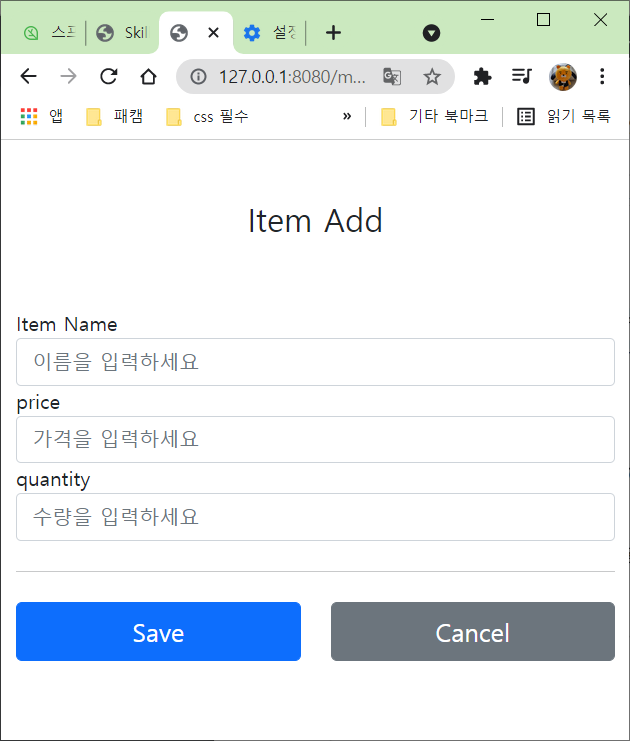 스프 Skil 설정
127.0.0.1:8080/m...
앱 패캠 css 필수 » 기타 북마크 읽기 목록
Item Add
Item Name
이름을 입력하세요
price
가격을 입력하세요
quantity
수량을 입력하세요
Save Cancel